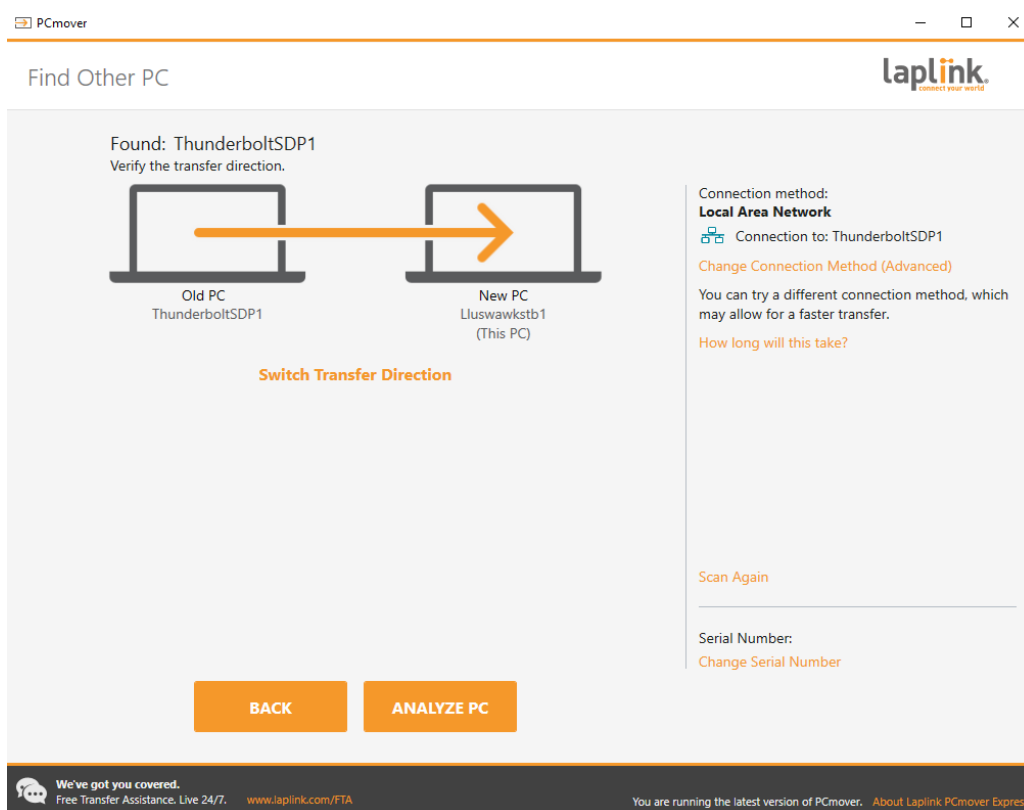 PCmover
Find Other PC
laplink.
connect your world
Found: ThunderboltSDP1
Verify the transfer direction.
Old PC
ThunderboltSDP1
New PC
Lluswawkstb1
(This PC)
Switch Transfer Direction
Connection method:
Local Area Network
Connection to: ThunderboltSDP1
Change Connection Method (Advanced)
You can try a different connection method, which
may allow for a faster transfer.
How long will this take?
Scan Again
Serial Number:
Change Serial Number
BACK
ANALYZE PC
We've got you covered.
Free Transfer Assistance. Live 24/7. www.laplink.com/FTA
You are running the latest version of PCmover. About Laplink PCmover Expres